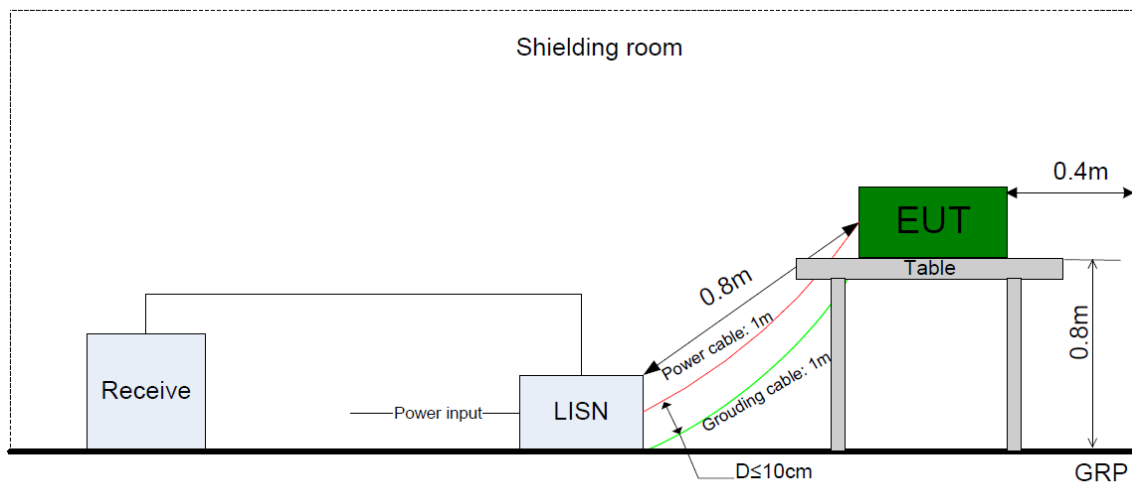 Shielding room
0.4m
EUT
Table
0.8m
0.8m
Power cable: 1m
Grouding cable: 1m
Receive
Power input
LISN
D≤10cm
GRP